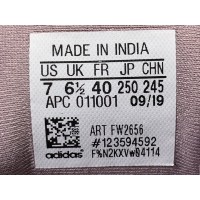 MADE IN INDIA
US UK FR JP CHN
7 6½ 40 250 245
APC 011001 09/19
ART FW2656
#123594592
adidas F%N2KXVw04114